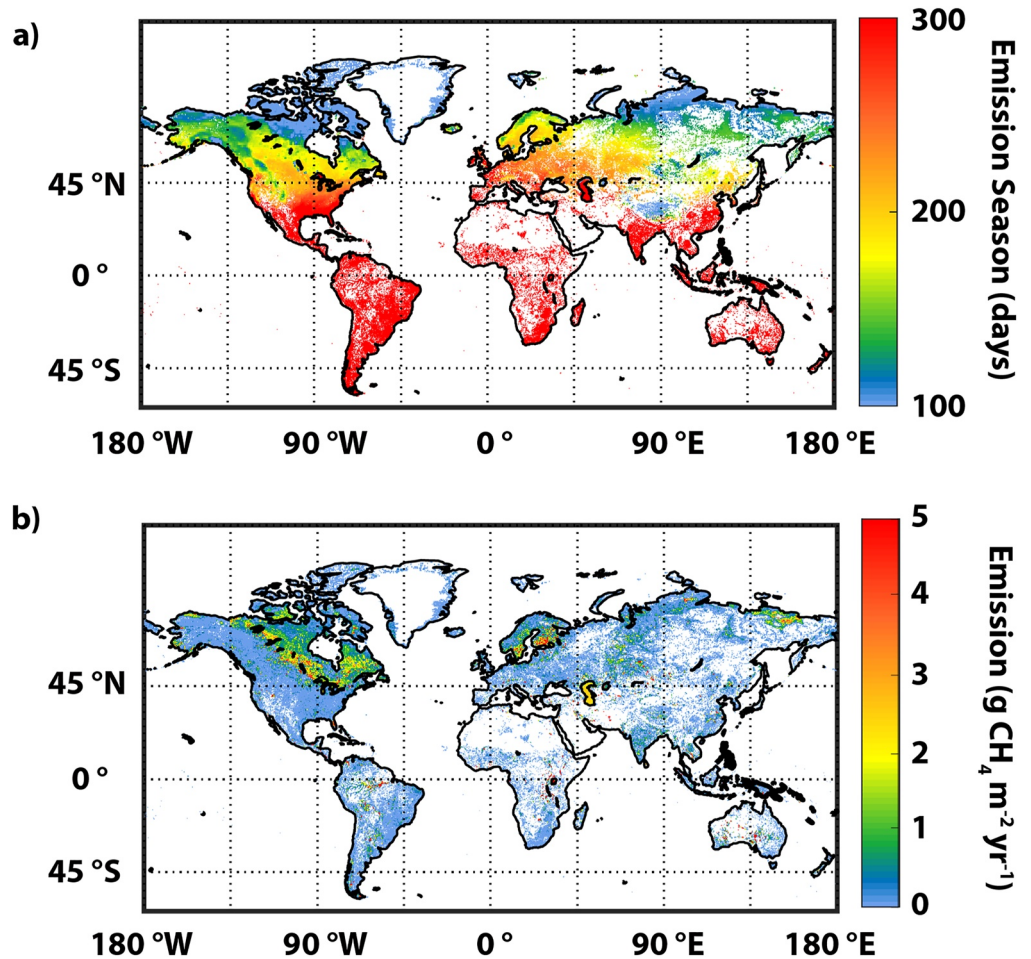 a)
45 °N
0 °
45 °S
180 °W 90 °W 0 ° 90 °E 180 °E
300
200
100
Emission Season (days)
b)
45 °N
0 °
45 °S
180 °W 90 °W 0 ° 90 °E 180 °E
5
4
3
2
1
0
Emission (g CH₄ m⁻² yr⁻¹)